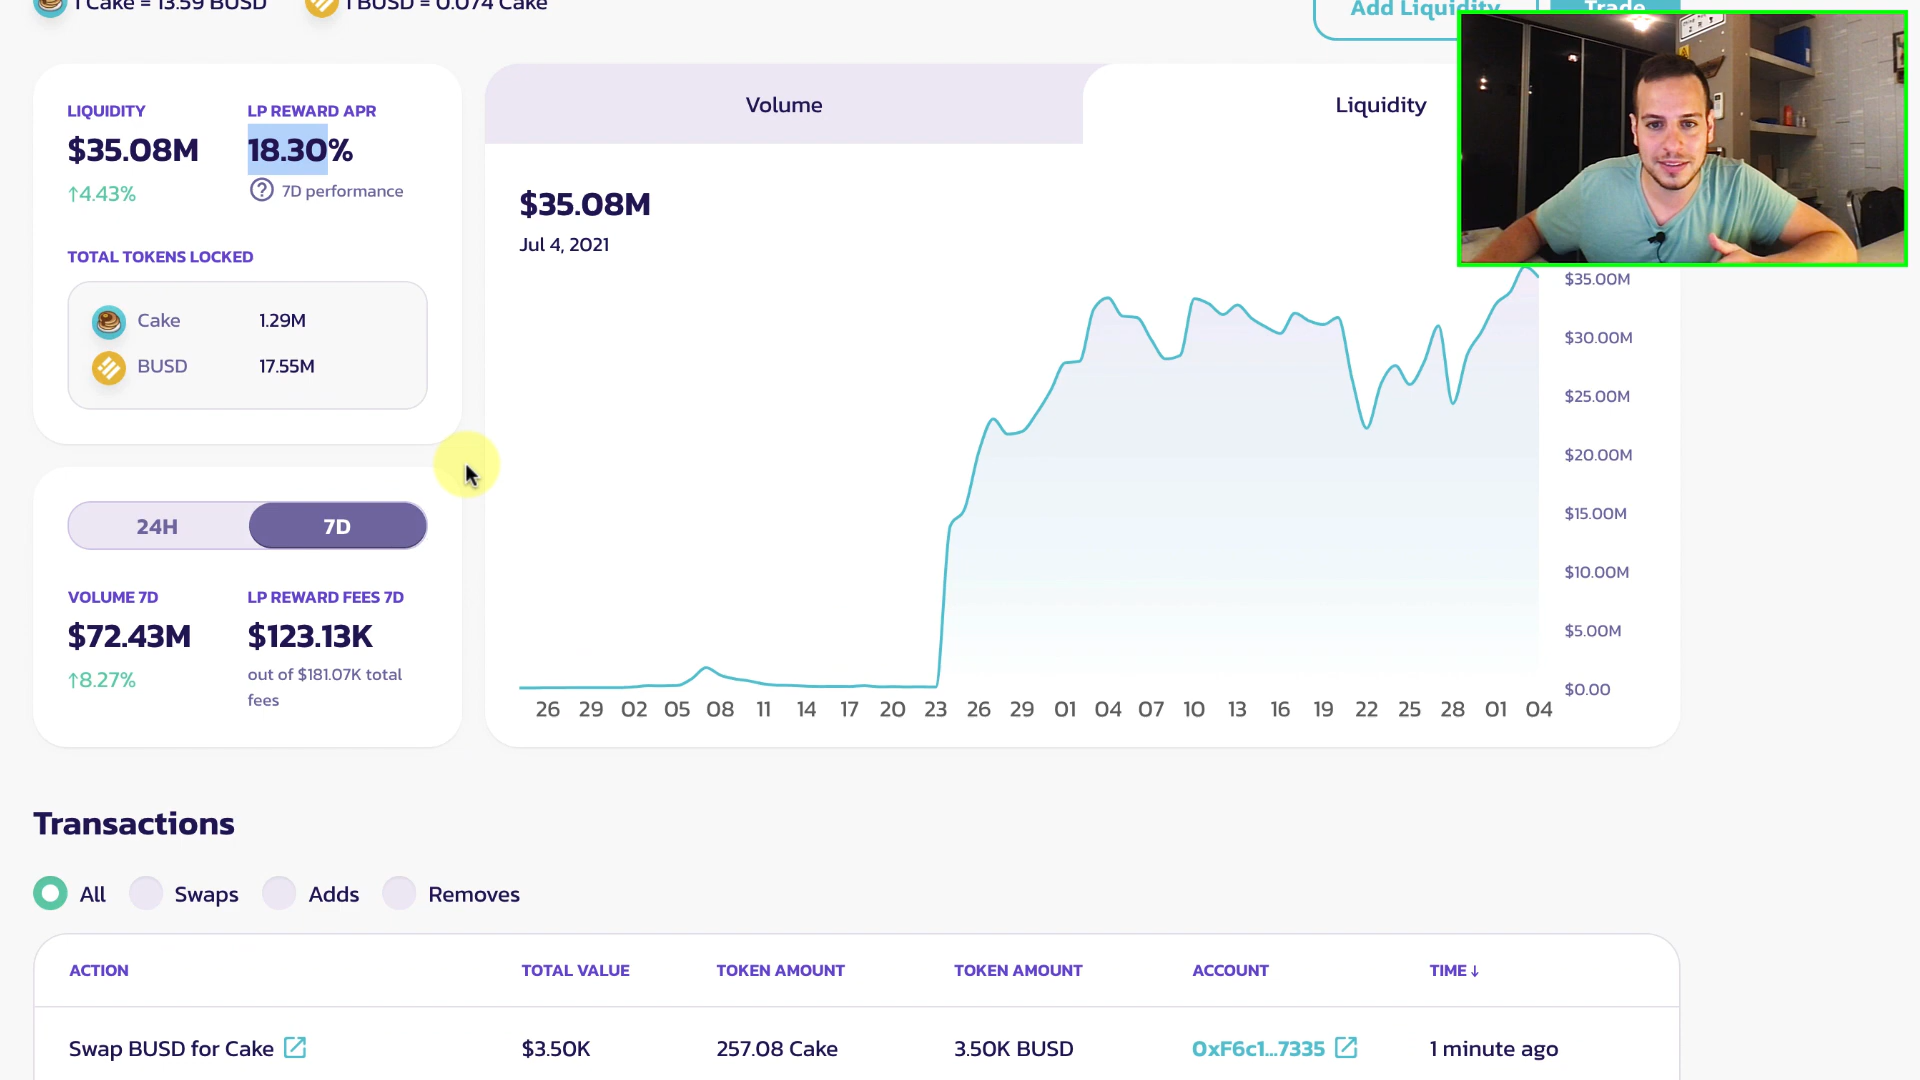 1 Cake = 13.59 BUSD 1 BUSD = 0.074 Cake
Add Liquidity Trade
LIQUIDITY LP REWARD APR
$35.08M 18.30%
↑4.43% 7D performance
TOTAL TOKENS LOCKED
Cake 1.29M
BUSD 17.55M
24H 7D
VOLUME 7D LP REWARD FEES 7D
$72.43M $123.13K
↑8.27% out of $181.07K total
fees
Volume Liquidity
$35.08M
Jul 4, 2021
$35.00M
$30.00M
$25.00M
$20.00M
$15.00M
$10.00M
$5.00M
$0.00
26 29 02 05 08 11 14 17 20 23 26 29 01 04 07 10 13 16 19 22 25 28 01 04
Transactions
All Swaps Adds Removes
ACTION TOTAL VALUE TOKEN AMOUNT TOKEN AMOUNT ACCOUNT TIME ↓
Swap BUSD for Cake $3.50K 257.08 Cake 3.50K BUSD 0xF6c1...7335 1 minute ago